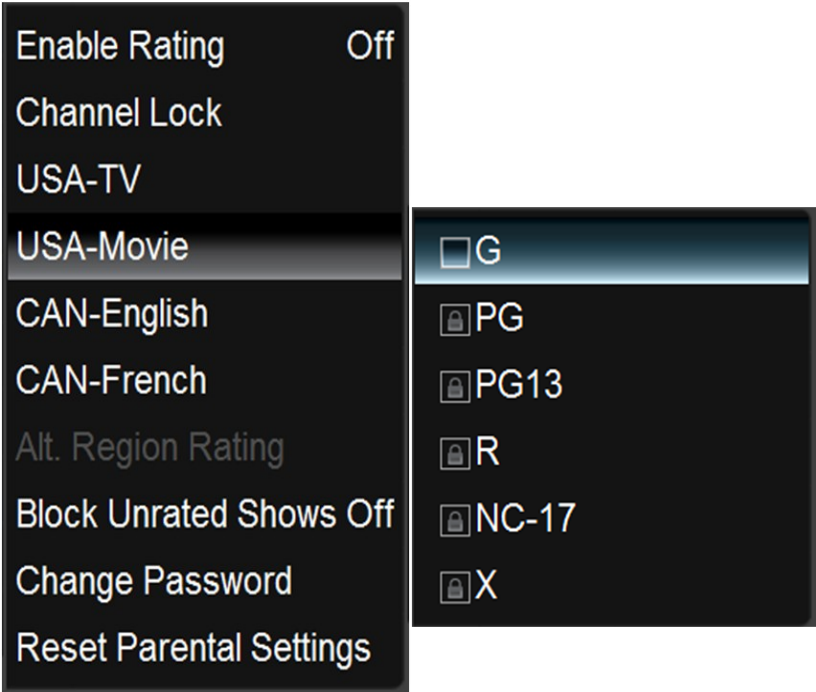 Enable Rating Off
Channel Lock
USA-TV
USA-Movie
CAN-English
CAN-French
Alt. Region Rating
Block Unrated Shows Off
Change Password
Reset Parental Settings
G
PG
PG13
R
NC-17
X